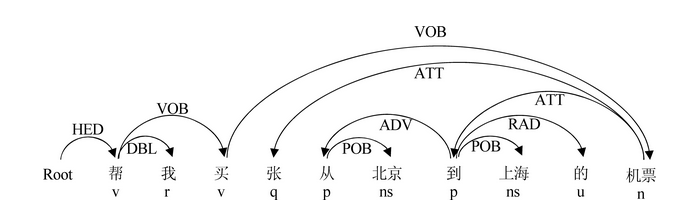 VOB
ATT
ATT
VOB
ADV
RAD
HED
DBL
POB
POB
Root 帮 我 买 张 从 北京 到 上海 的 机票
v r v q p ns p ns u n